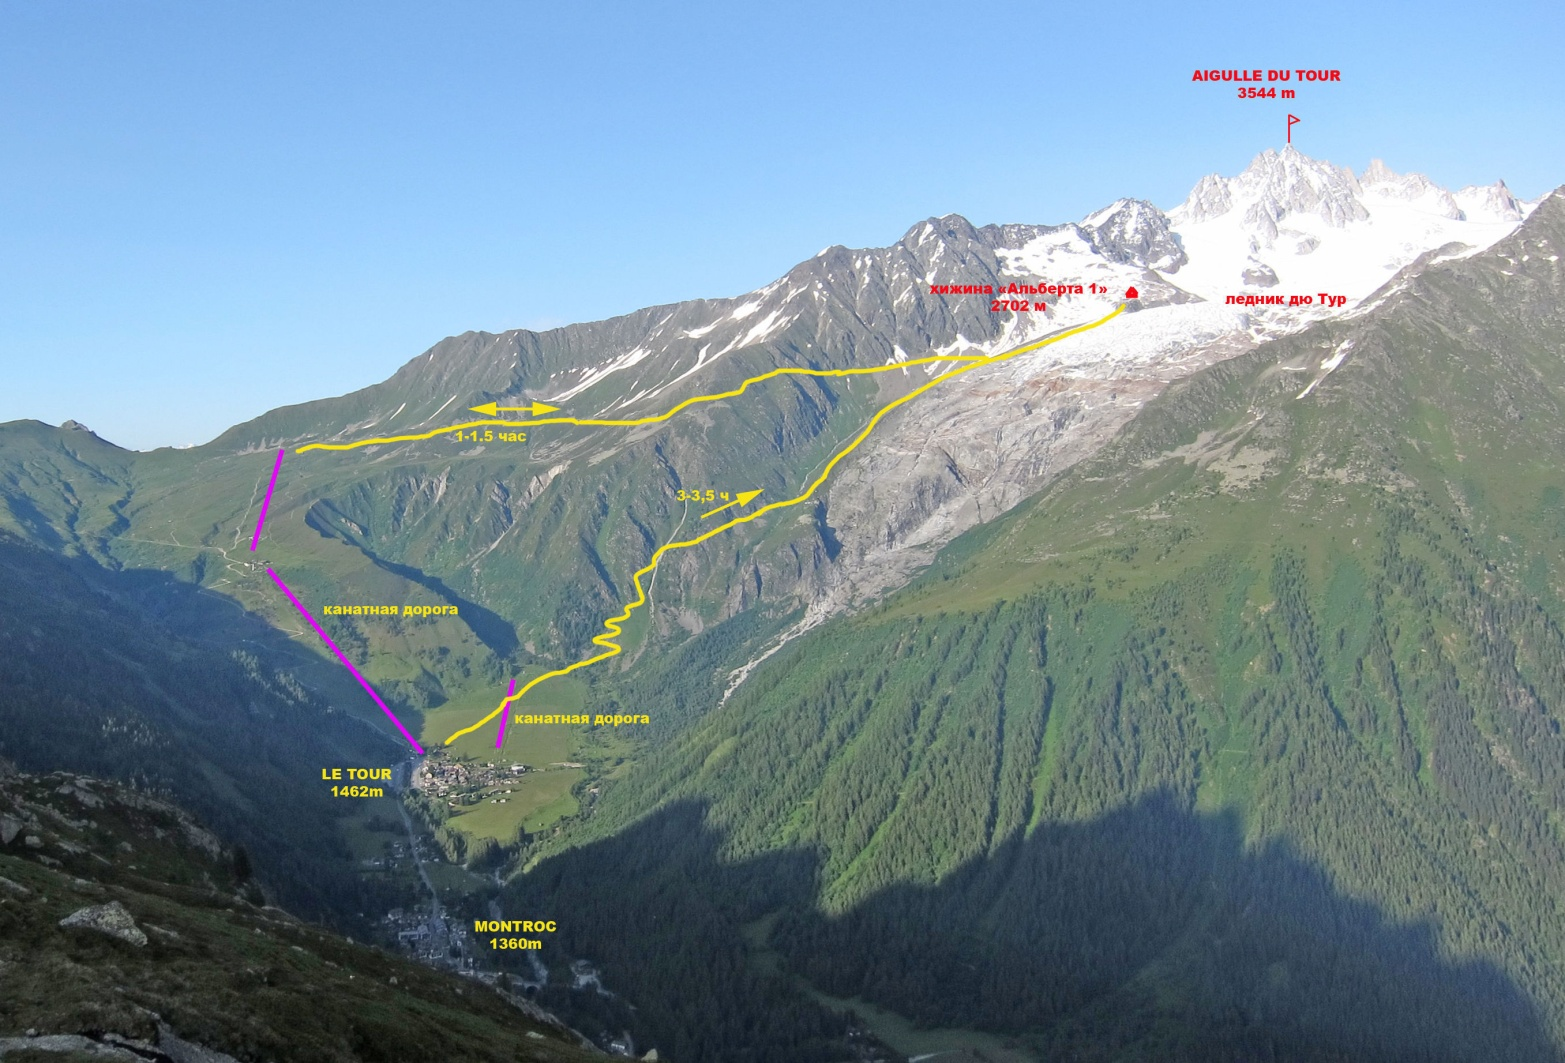 AIGULLE DU TOUR
3544 m
хижина «Альберта 1»
2702 м
ледник дю Тур
1-1.5 час
3-3,5 ч
канатная дорога
канатная дорога
LE TOUR
1462m
MONTROC
1360m